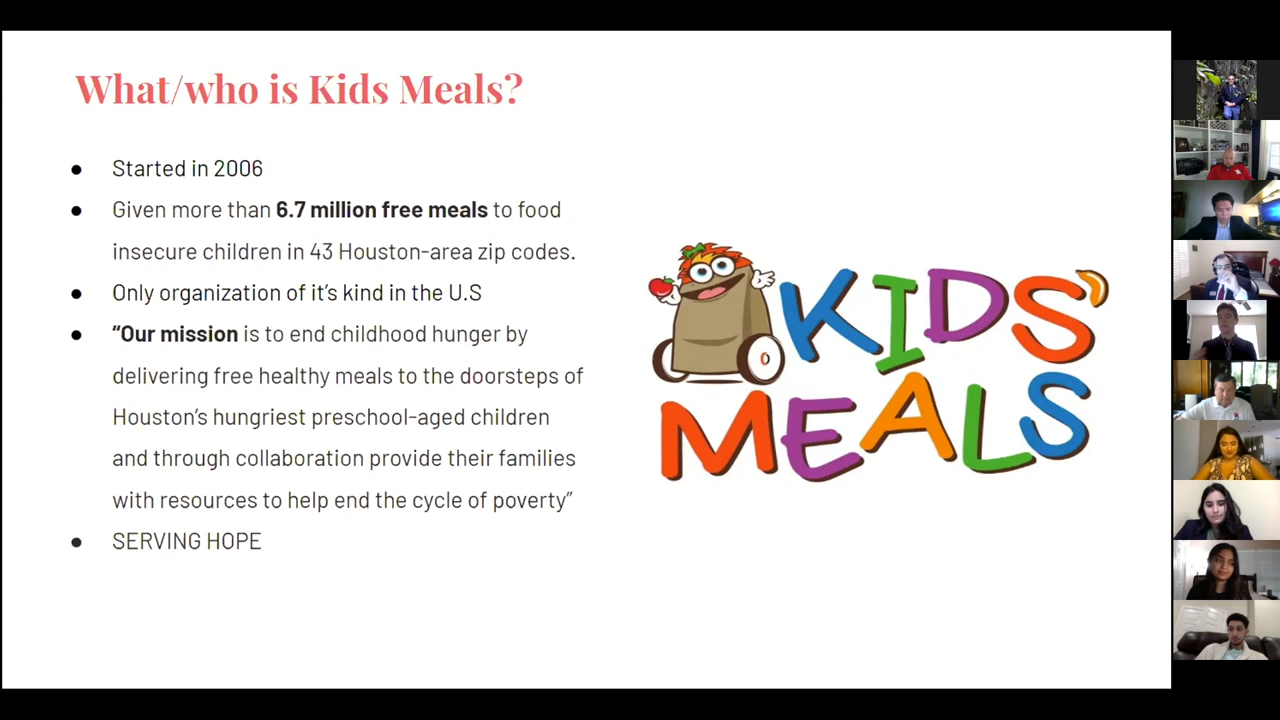 What/who is Kids Meals?
● Started in 2006
● Given more than 6.7 million free meals to food
insecure children in 43 Houston-area zip codes.
● Only organization of it's kind in the U.S
● “Our mission is to end childhood hunger by
delivering free healthy meals to the doorsteps of
Houston's hungriest preschool-aged children
and through collaboration provide their families
with resources to help end the cycle of poverty”
● SERVING HOPE
KIDS'
MEALS